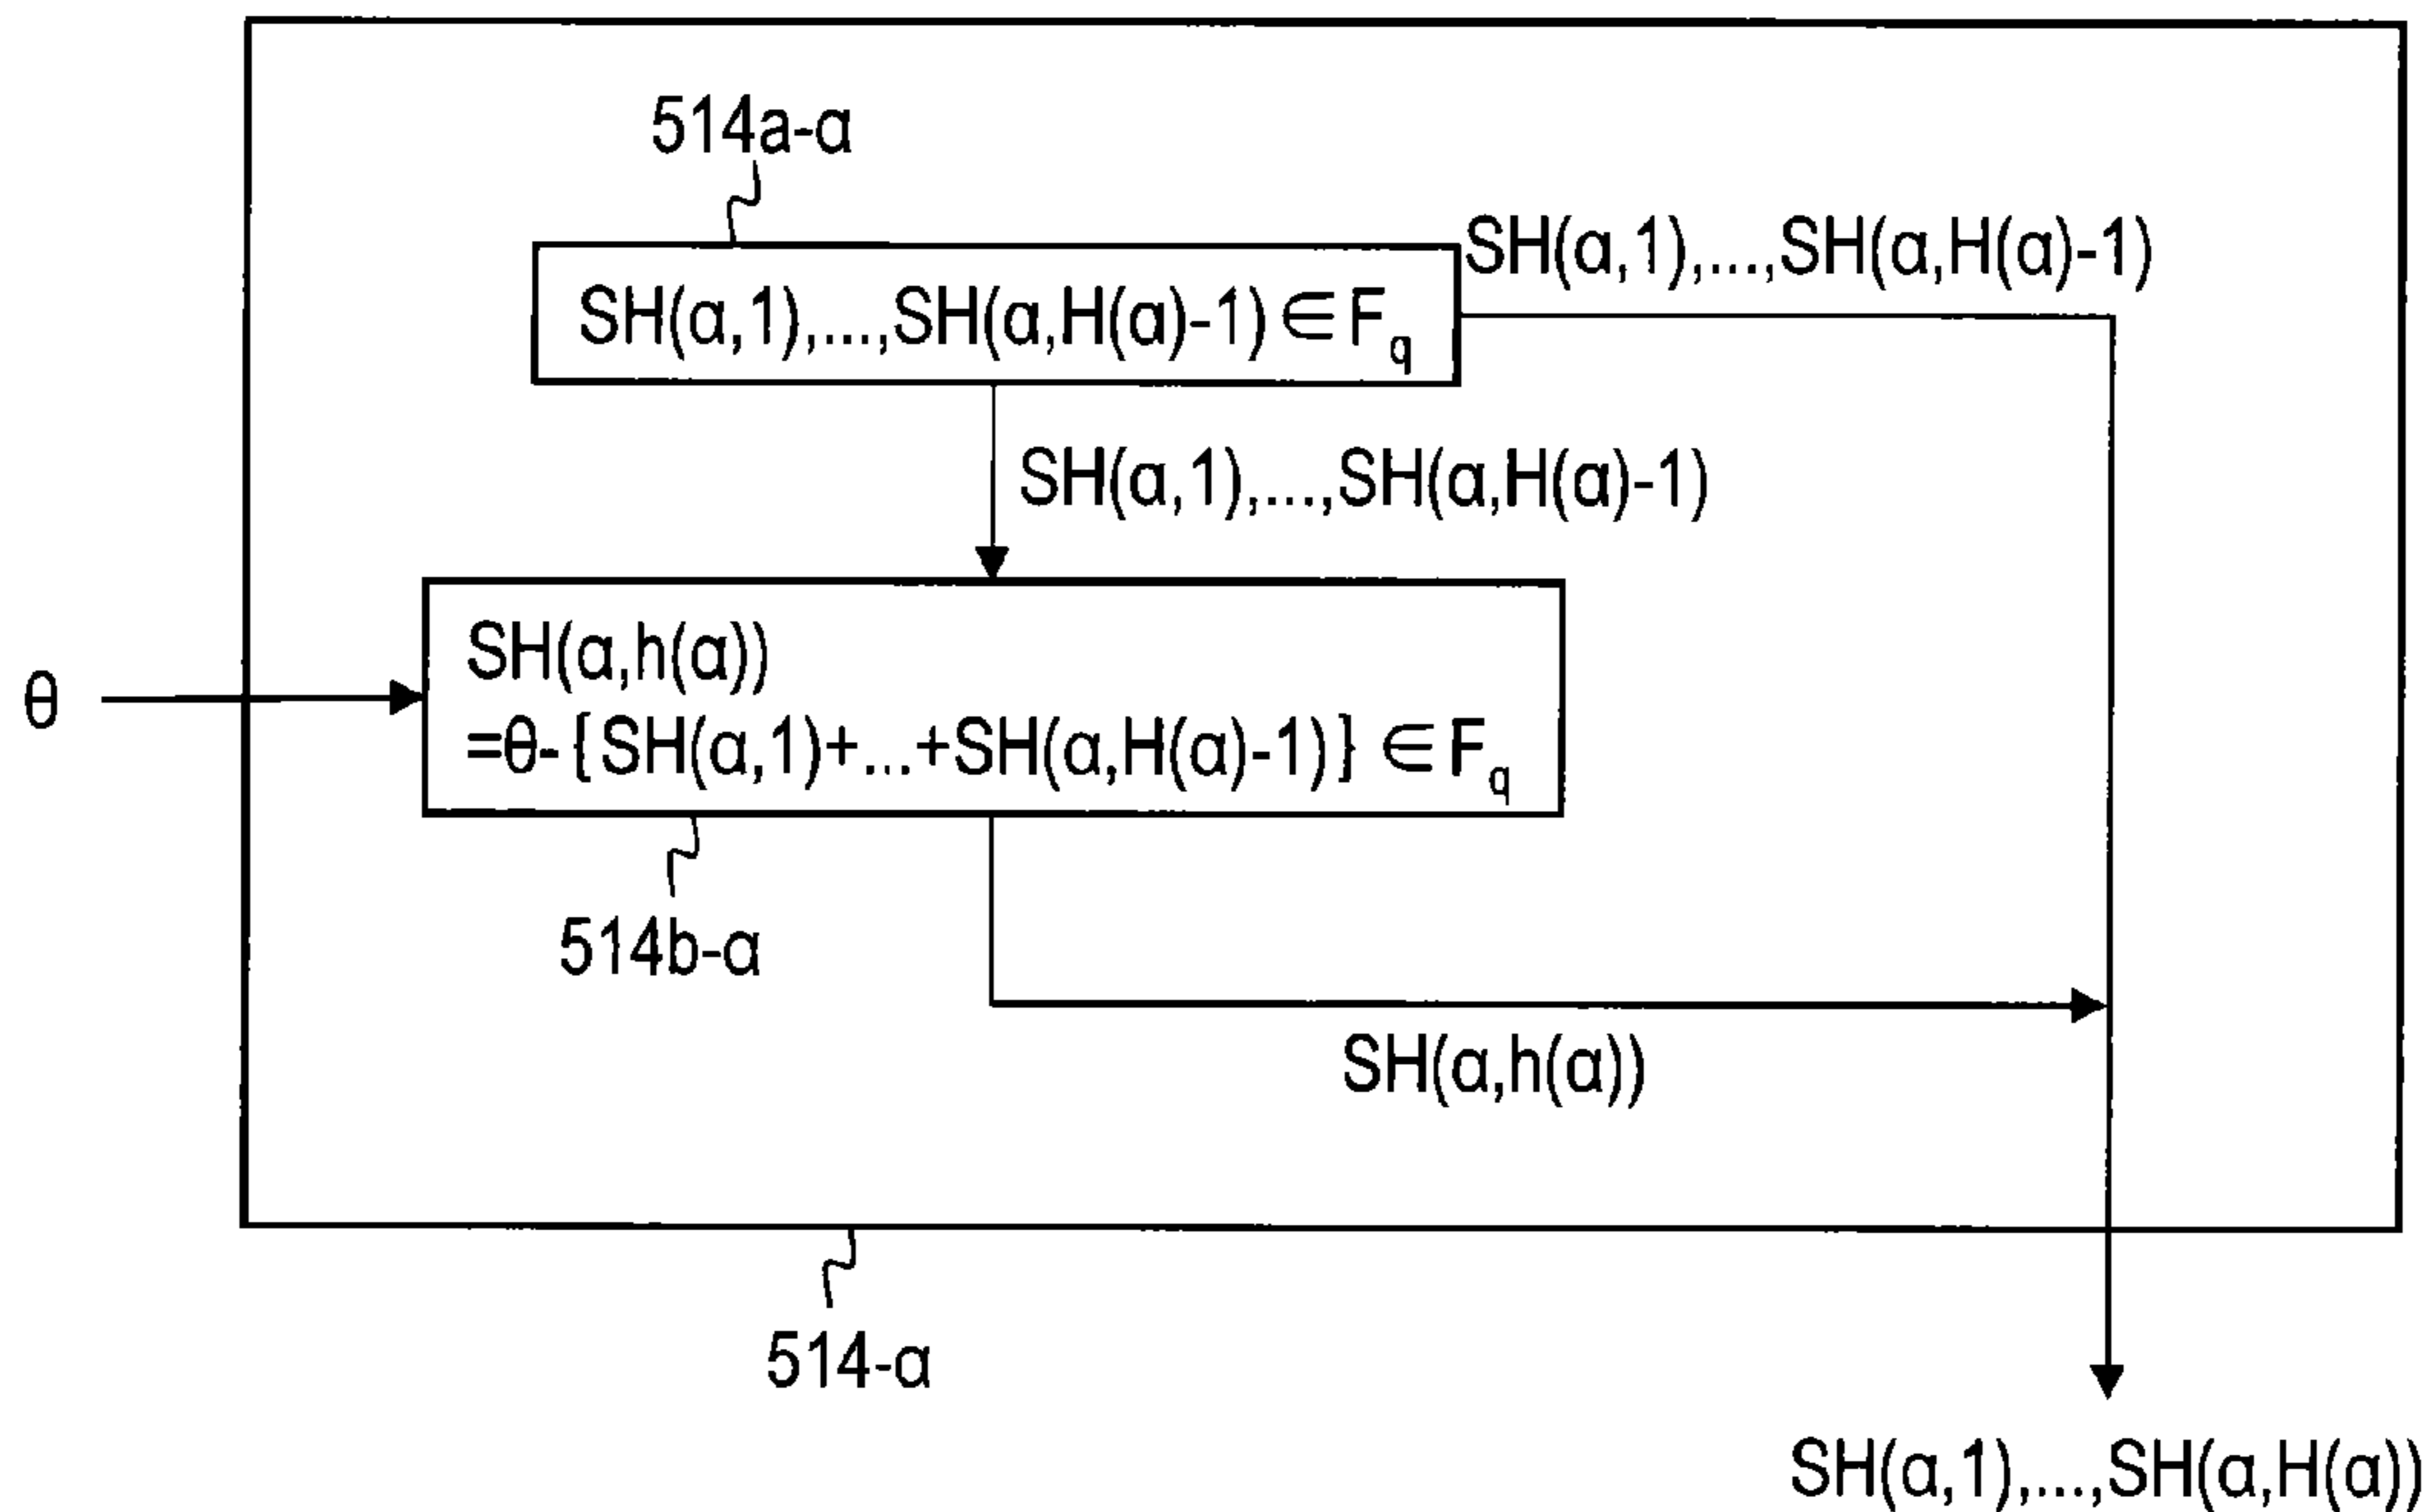 514a-α
SH(α,1),...,SH(α,H(α)-1)
SH(α,1),...,SH(α,H(α)-1)∈F_q
SH(α,1),...,SH(α,H(α)-1)
SH(α,h(α))
=θ-{SH(α,1)+...+SH(α,H(α)-1)}∈F_q
θ
514b-α
SH(α,h(α))
514-α
SH(α,1),...,SH(α,H(α))